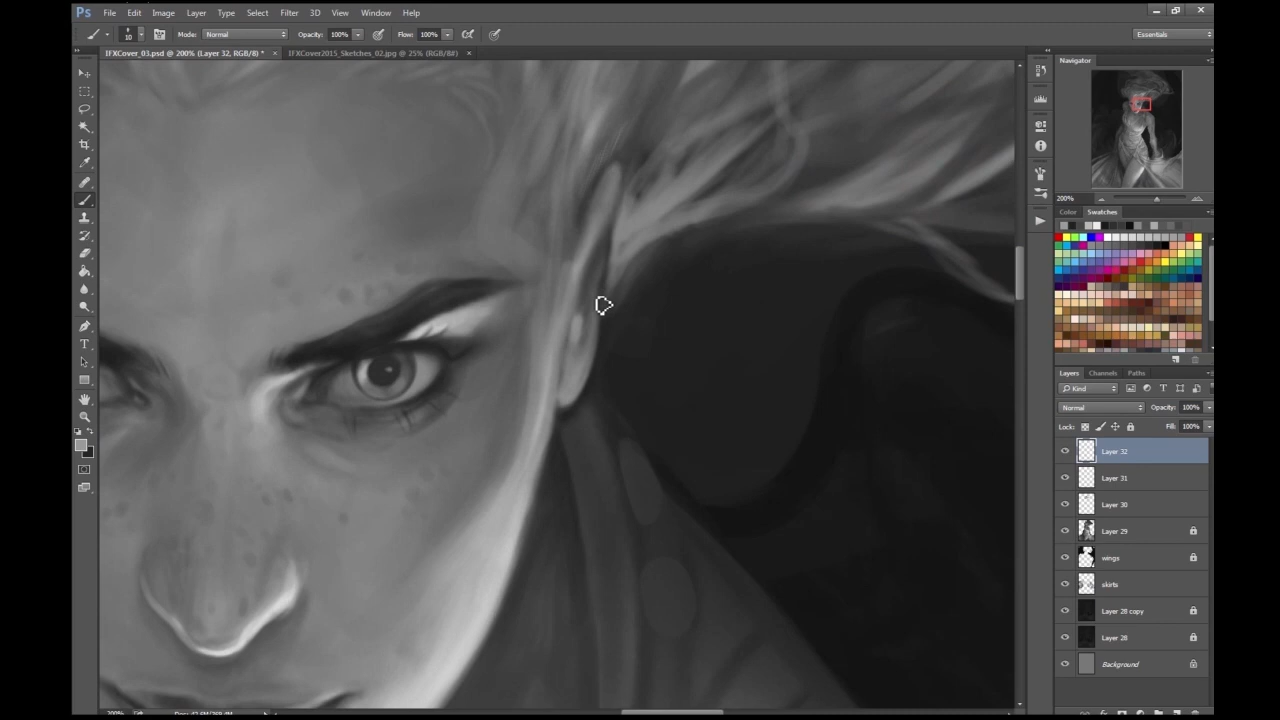 Ps File Edit Image Layer Type Select Filter 3D View Window Help
10 Mode: Normal Opacity: 100% Flow: 100% Essentials
IFXCover_03.psd @ 200% (Layer 32, RGB/8) * × IFXCover2015_Sketches_02.jpg @ 25% (RGB/8#) ×
Navigator
200%
Color Swatches
Layers Channels Paths
Kind
Normal Opacity: 100%
Lock: Fill: 100%
Layer 32
Layer 31
Layer 30
Layer 29
wings
skirts
Layer 28 copy
Layer 28
Background
200%